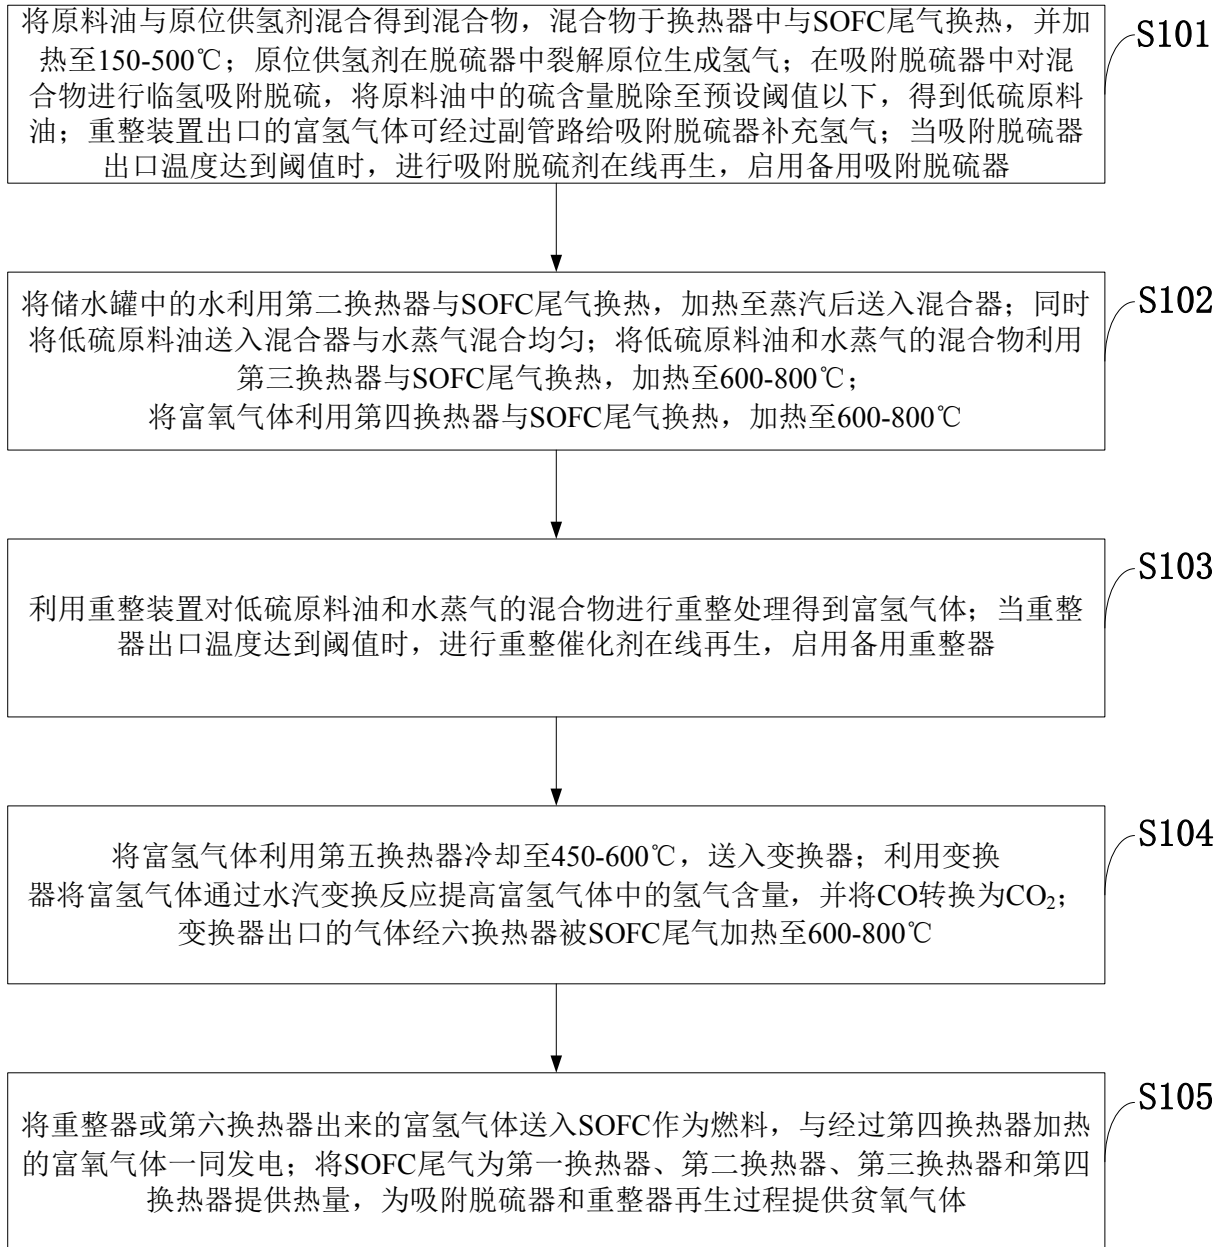 将原料油与原位供氢剂混合得到混合物，混合物于换热器中与SOFC尾气换热，并加
热至150-500℃；原位供氢剂在脱硫器中裂解原位生成氢气；在吸附脱硫器中对混
合物进行临氢吸附脱硫，将原料油中的硫含量脱除至预设阈值以下，得到低硫原料
油；重整装置出口的富氢气体可经过副管路给吸附脱硫器补充氢气；当吸附脱硫器
出口温度达到阈值时，进行吸附脱硫剂在线再生，启用备用吸附脱硫器
S101
将储水罐中的水利用第二换热器与SOFC尾气换热，加热至蒸汽后送入混合器；同时
将低硫原料油送入混合器与水蒸气混合均匀；将低硫原料油和水蒸气的混合物利用
第三换热器与SOFC尾气换热，加热至600-800℃；
将富氧气体利用第四换热器与SOFC尾气换热，加热至600-800℃
S102
利用重整装置对低硫原料油和水蒸气的混合物进行重整处理得到富氢气体；当重整
器出口温度达到阈值时，进行重整催化剂在线再生，启用备用重整器
S103
将富氢气体利用第五换热器冷却至450-600℃，送入变换器；利用变换
器将富氢气体通过水汽变换反应提高富氢气体中的氢气含量，并将CO转换为CO₂；
变换器出口的气体经六换热器被SOFC尾气加热至600-800℃
S104
将重整器或第六换热器出来的富氢气体送入SOFC作为燃料，与经过第四换热器加热
的富氧气体一同发电；将SOFC尾气为第一换热器、第二换热器、第三换热器和第四
换热器提供热量，为吸附脱硫器和重整器再生过程提供贫氧气体
S105